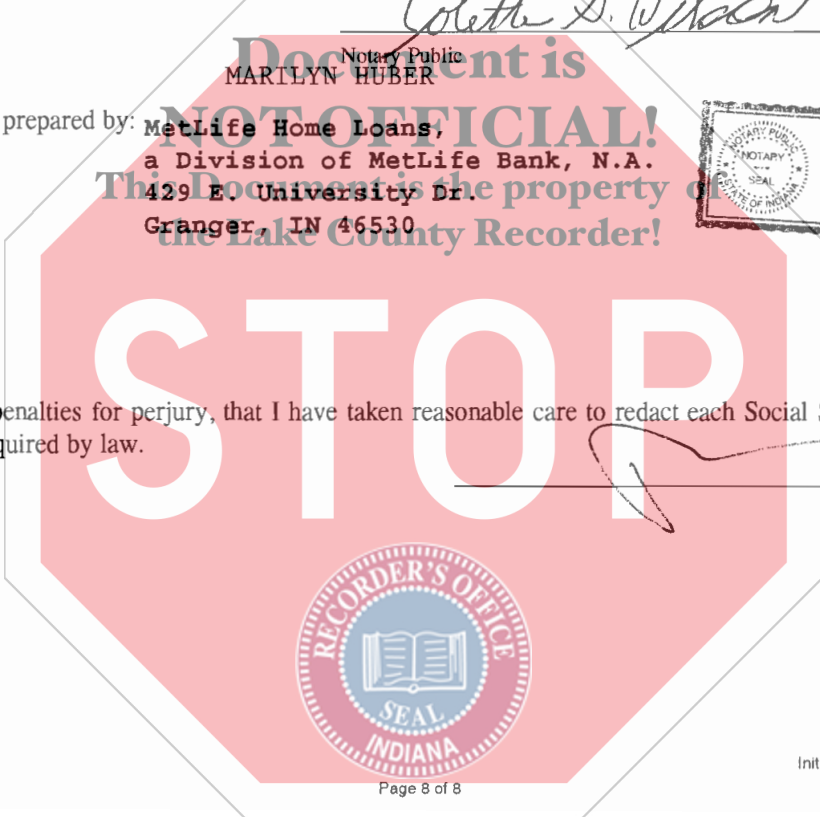 Colette S. Wilson
Document is
Notary Public
MARILYN HUBER
NOT OFFICIAL!
prepared by: MetLife Home Loans,
a Division of MetLife Bank, N.A.
This Document is the property of
429 E. University Dr.
the Lake County Recorder!
Granger, IN 46530
NOTARY PUBLIC
NOTARY
SEAL
STATE OF INDIANA
STOP
enalties for perjury, that I have taken reasonable care to redact each Social
quired by law.
RECORDER'S OFFICE
SEAL
INDIANA
Init
Page 8 of 8